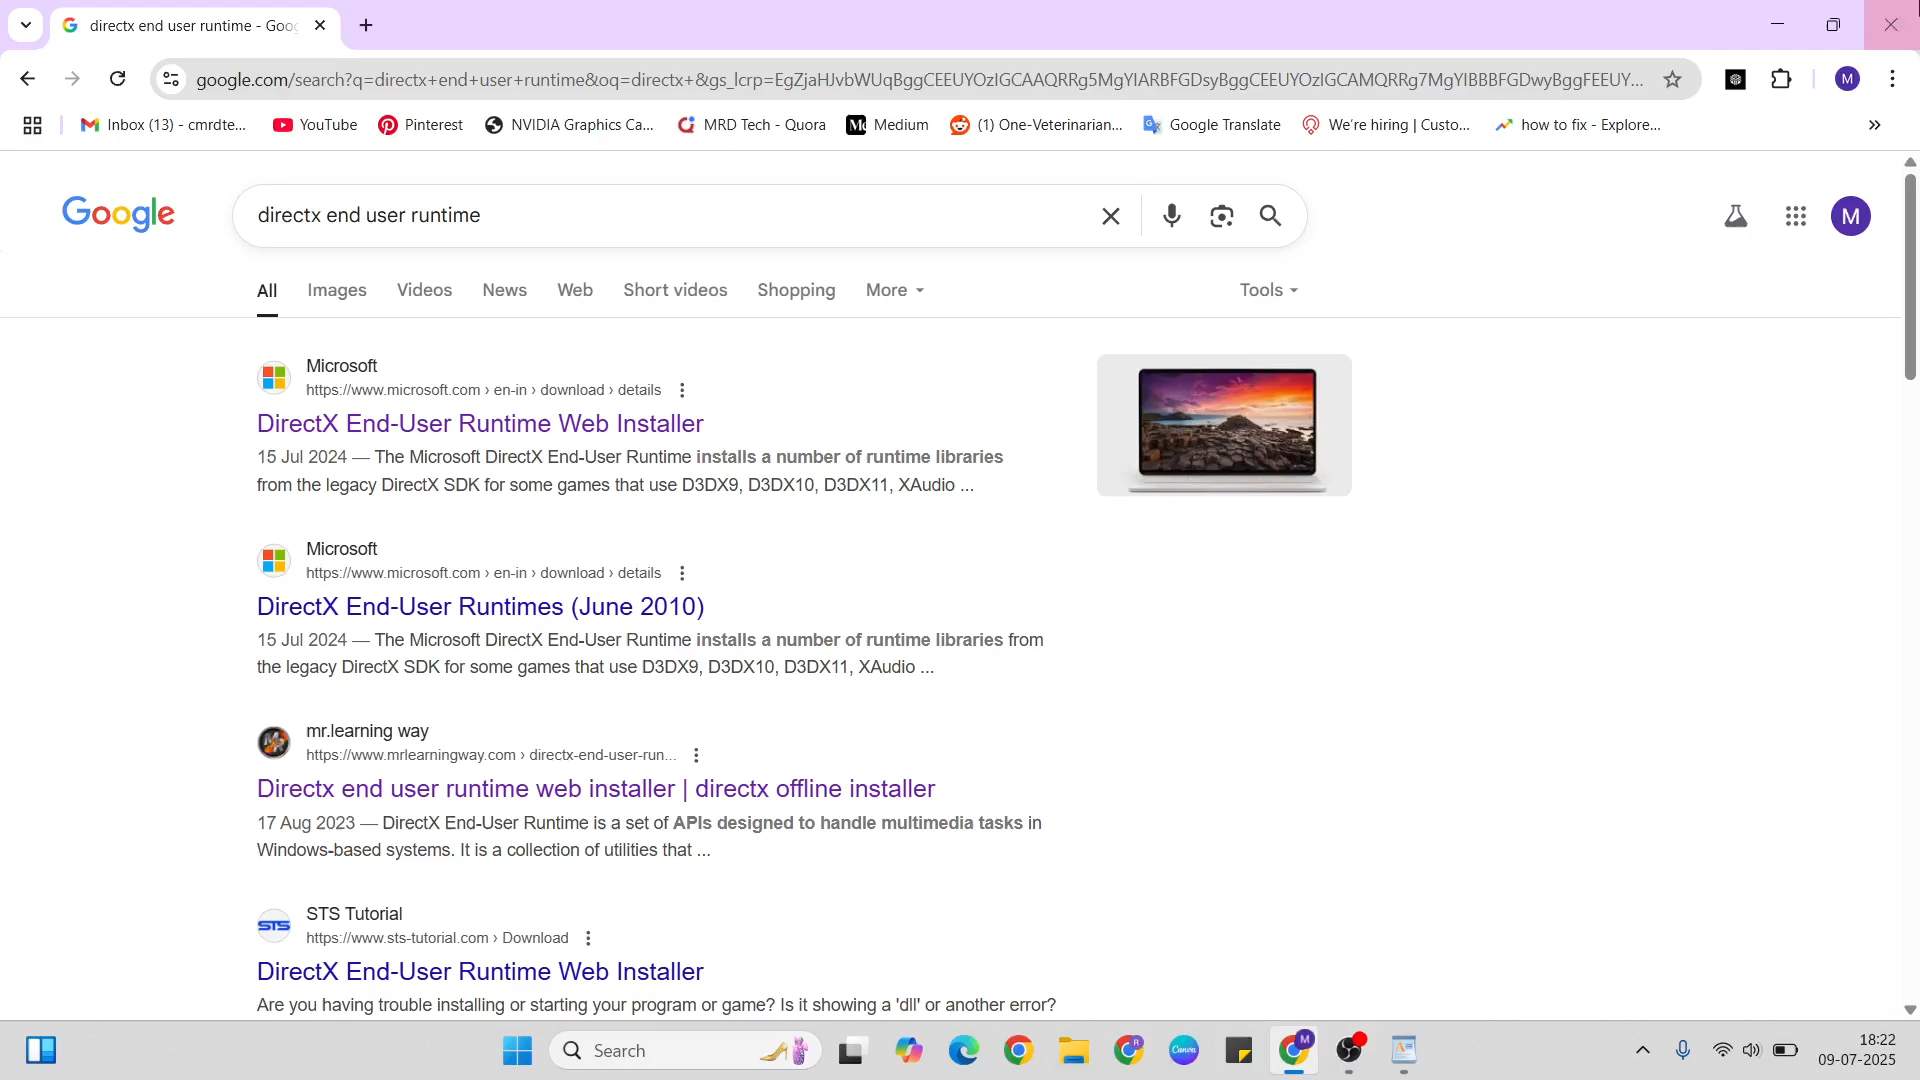 directx end user runtime - Goo
google.com/search?q=directx+end+user+runtime&oq=directx+&gs_lcrp=EgZjaHJvbWUqBggCEEUYOzIGCAAQRRg5MgYIARBFGDsyBggCEEUYOzIGCAMQRRg7MgYIBBBFGDwyBggFEEUY...
M
Inbox (13) - cmrdte...
YouTube
Pinterest
NVIDIA Graphics Ca...
MRD Tech - Quora
Medium
(1) One-Veterinarian...
Google Translate
We're hiring | Custo...
how to fix - Explore...
Google
directx end user runtime
M
All
Images
Videos
News
Web
Short videos
Shopping
More
Tools
Microsoft
https://www.microsoft.com › en-in › download › details
DirectX End-User Runtime Web Installer
15 Jul 2024 — The Microsoft DirectX End-User Runtime installs a number of runtime libraries
from the legacy DirectX SDK for some games that use D3DX9, D3DX10, D3DX11, XAudio ...
Microsoft
https://www.microsoft.com › en-in › download › details
DirectX End-User Runtimes (June 2010)
15 Jul 2024 — The Microsoft DirectX End-User Runtime installs a number of runtime libraries from
the legacy DirectX SDK for some games that use D3DX9, D3DX10, D3DX11, XAudio ...
mr.learning way
https://www.mrlearningway.com › directx-end-user-run...
Directx end user runtime web installer | directx offline installer
17 Aug 2023 — DirectX End-User Runtime is a set of APIs designed to handle multimedia tasks in
Windows-based systems. It is a collection of utilities that ...
STS
STS Tutorial
https://www.sts-tutorial.com › Download
DirectX End-User Runtime Web Installer
Are you having trouble installing or starting your program or game? Is it showing a 'dll' or another error?
Search
R
Canva
M
18:22
09-07-2025